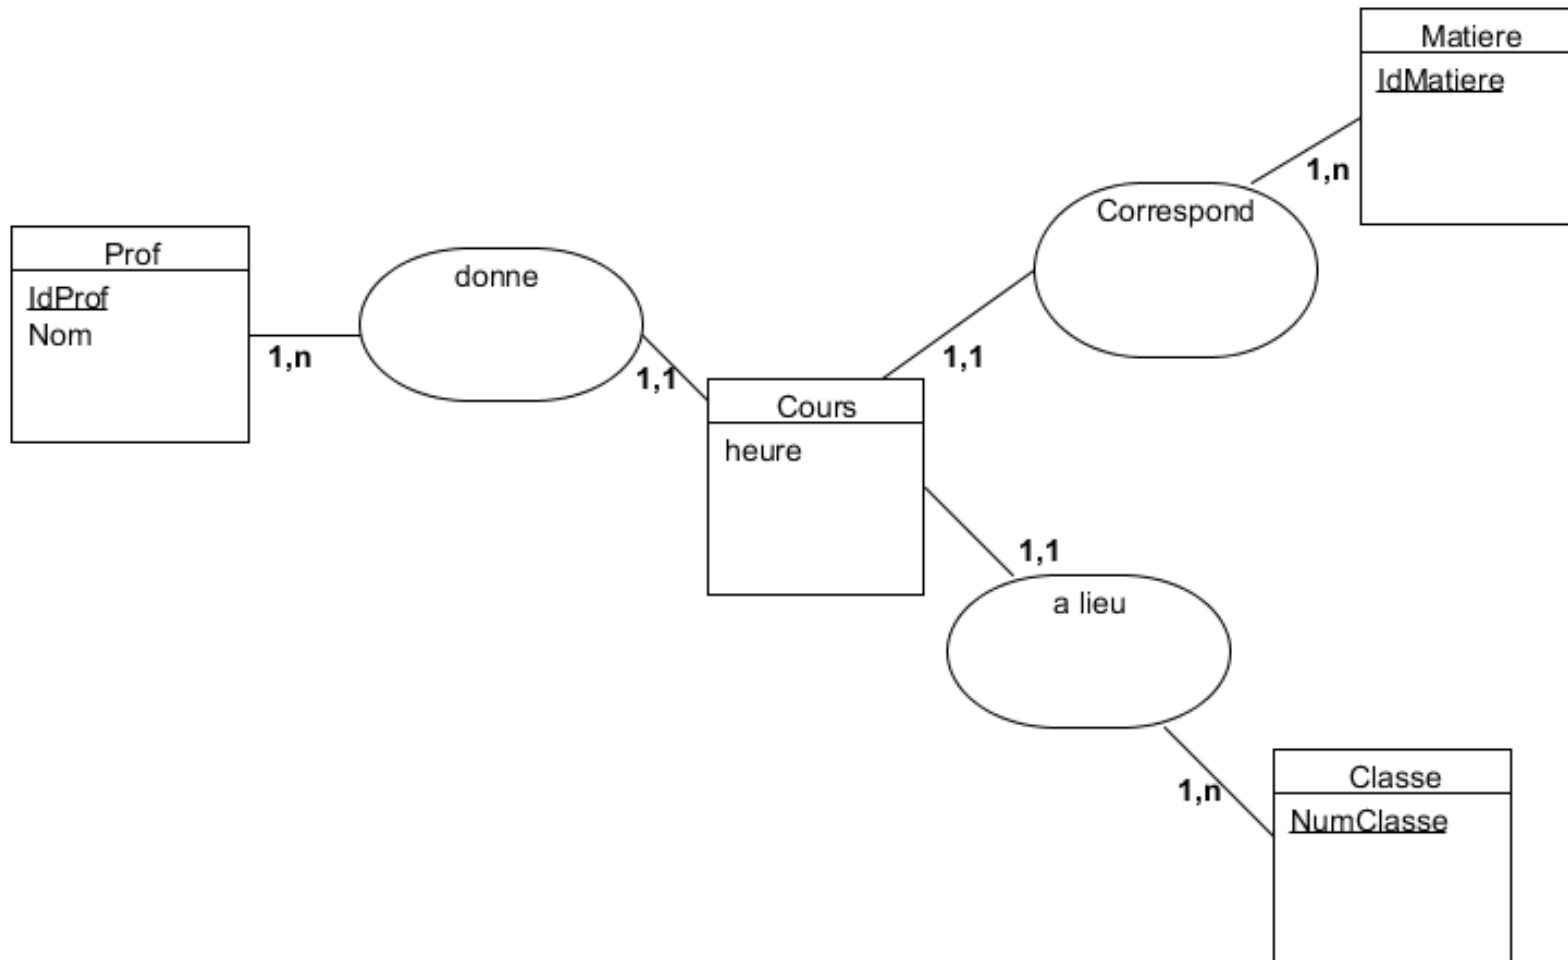 Matiere
IdMatiere
1,n
Correspond
Prof
IdProf
Nom
1,n
donne
1,1
1,1
Cours
heure
1,1
a lieu
1,n
Classe
NumClasse